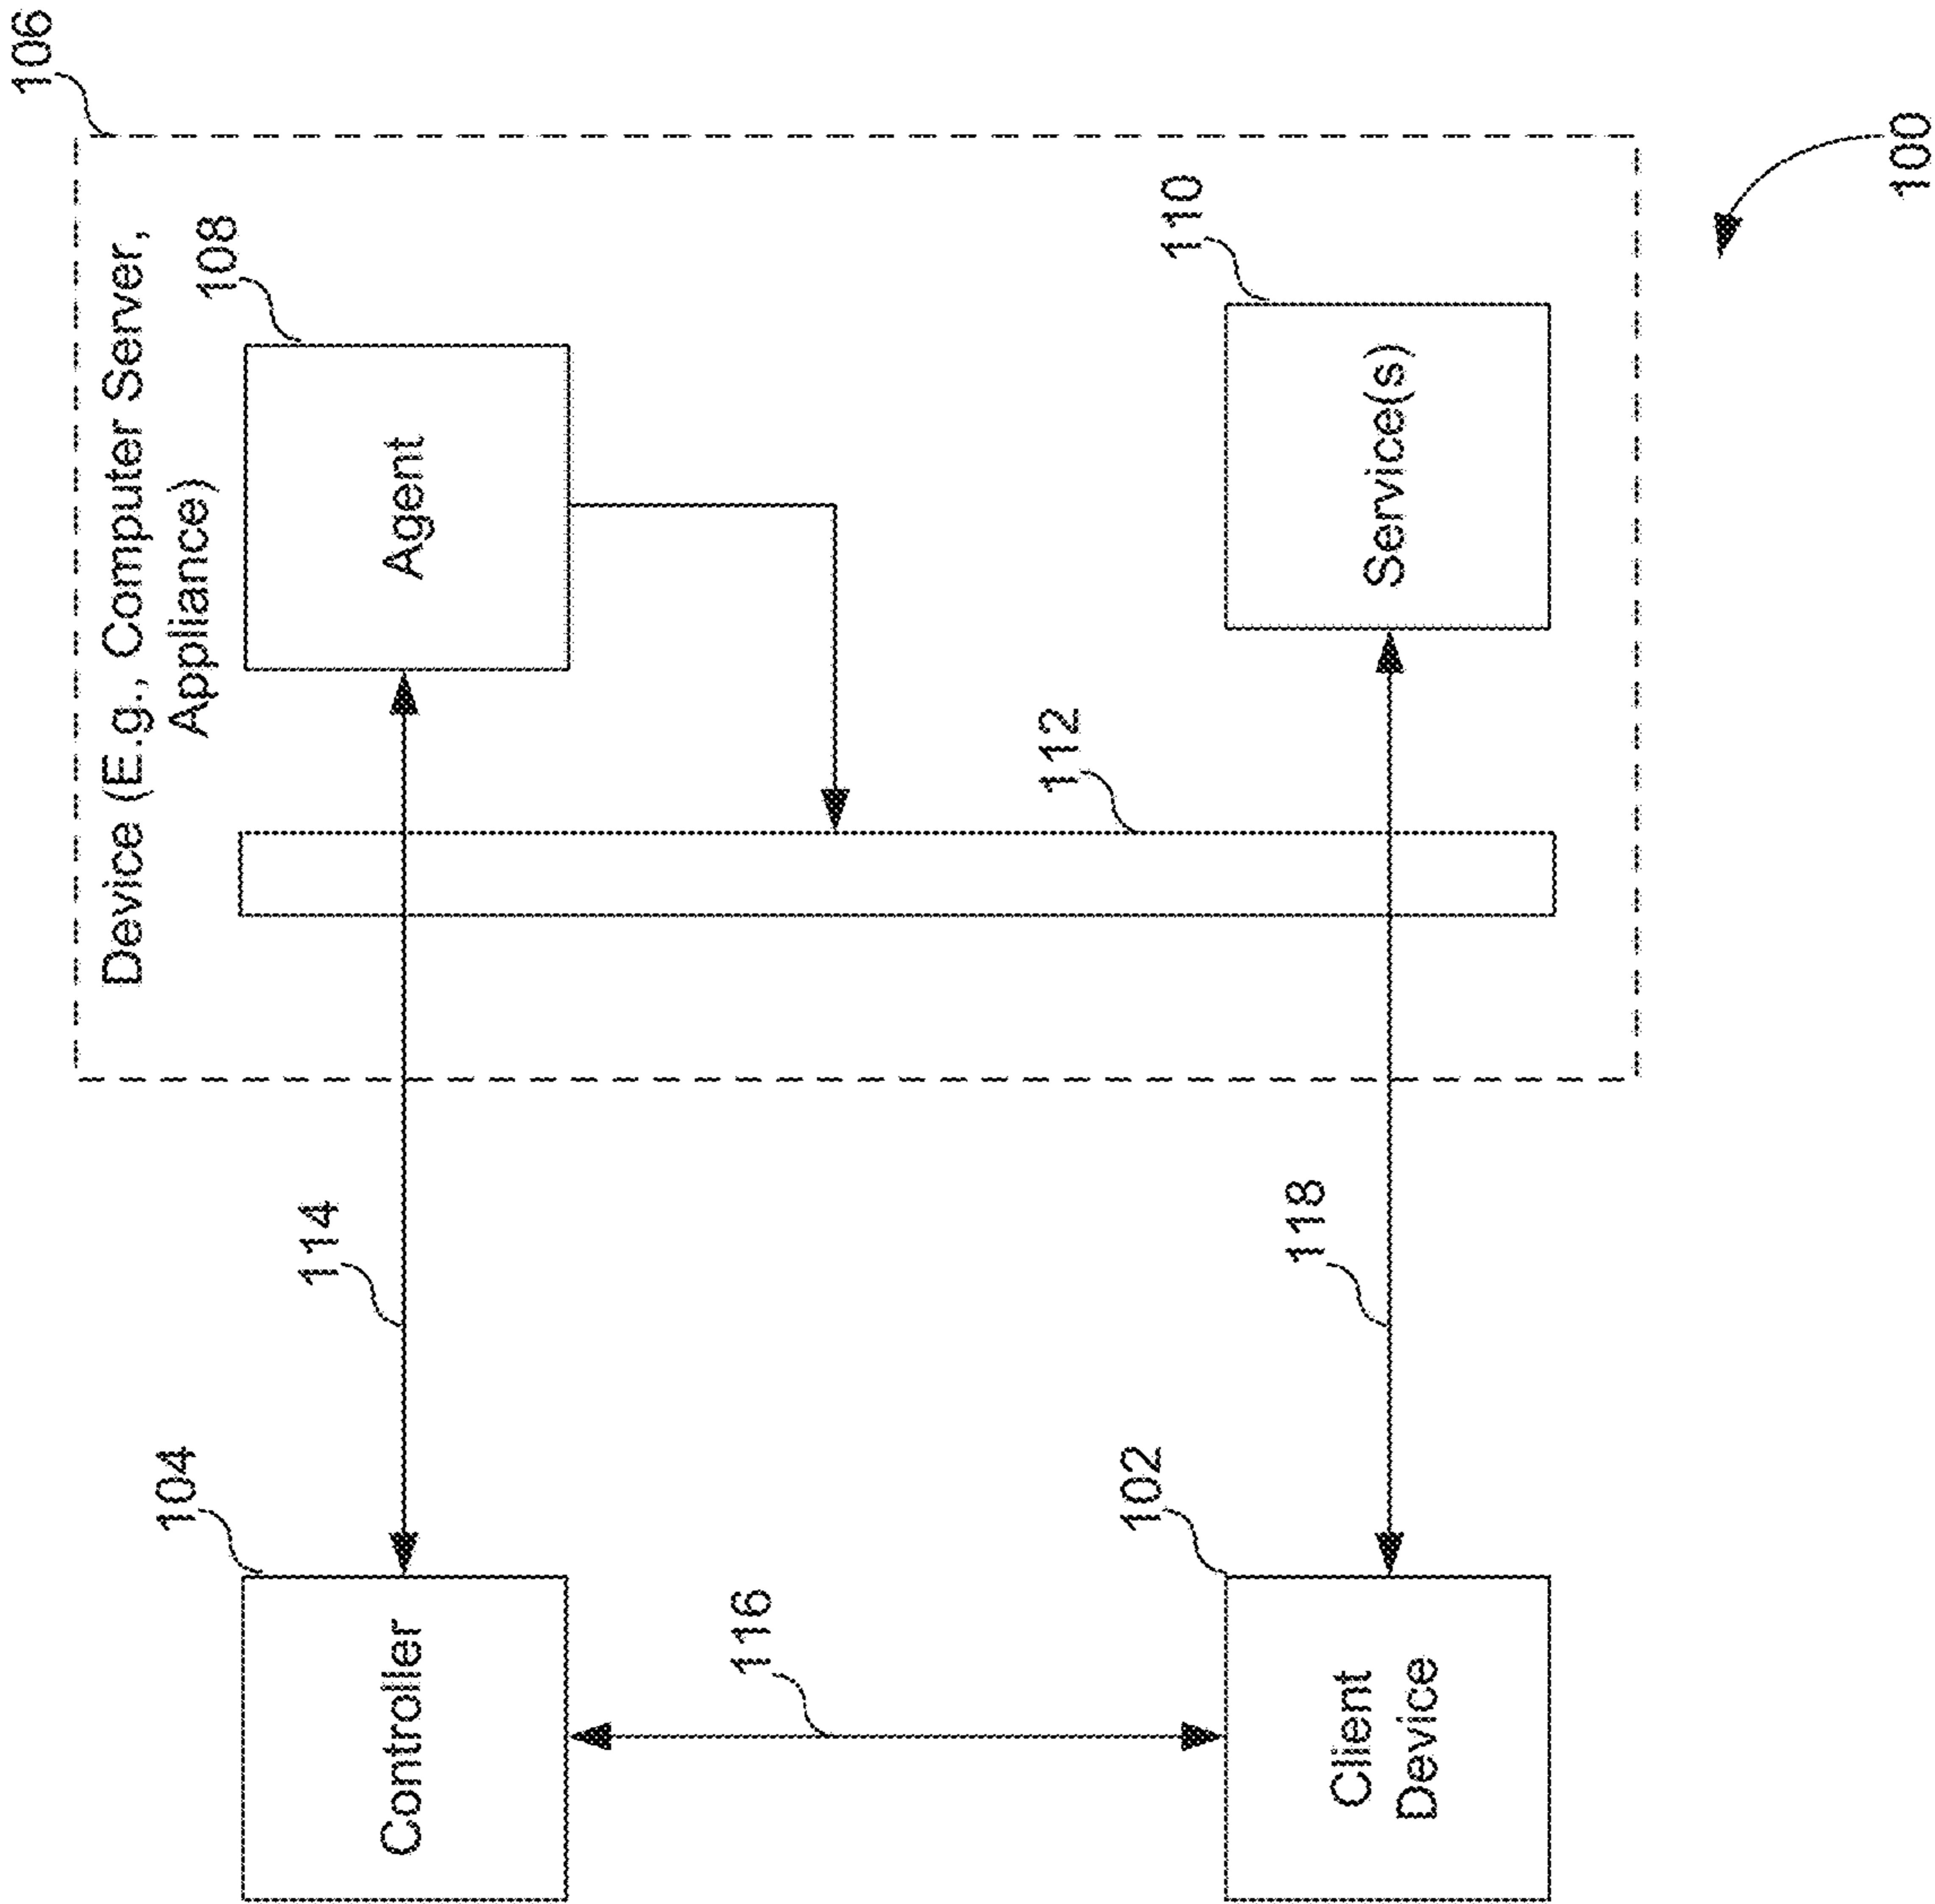 106
Device (E.g., Computer Server,
Appliance)
104
108
114
Controller
Agent
116
112
102
110
118
Client
Device
Service(s)
100